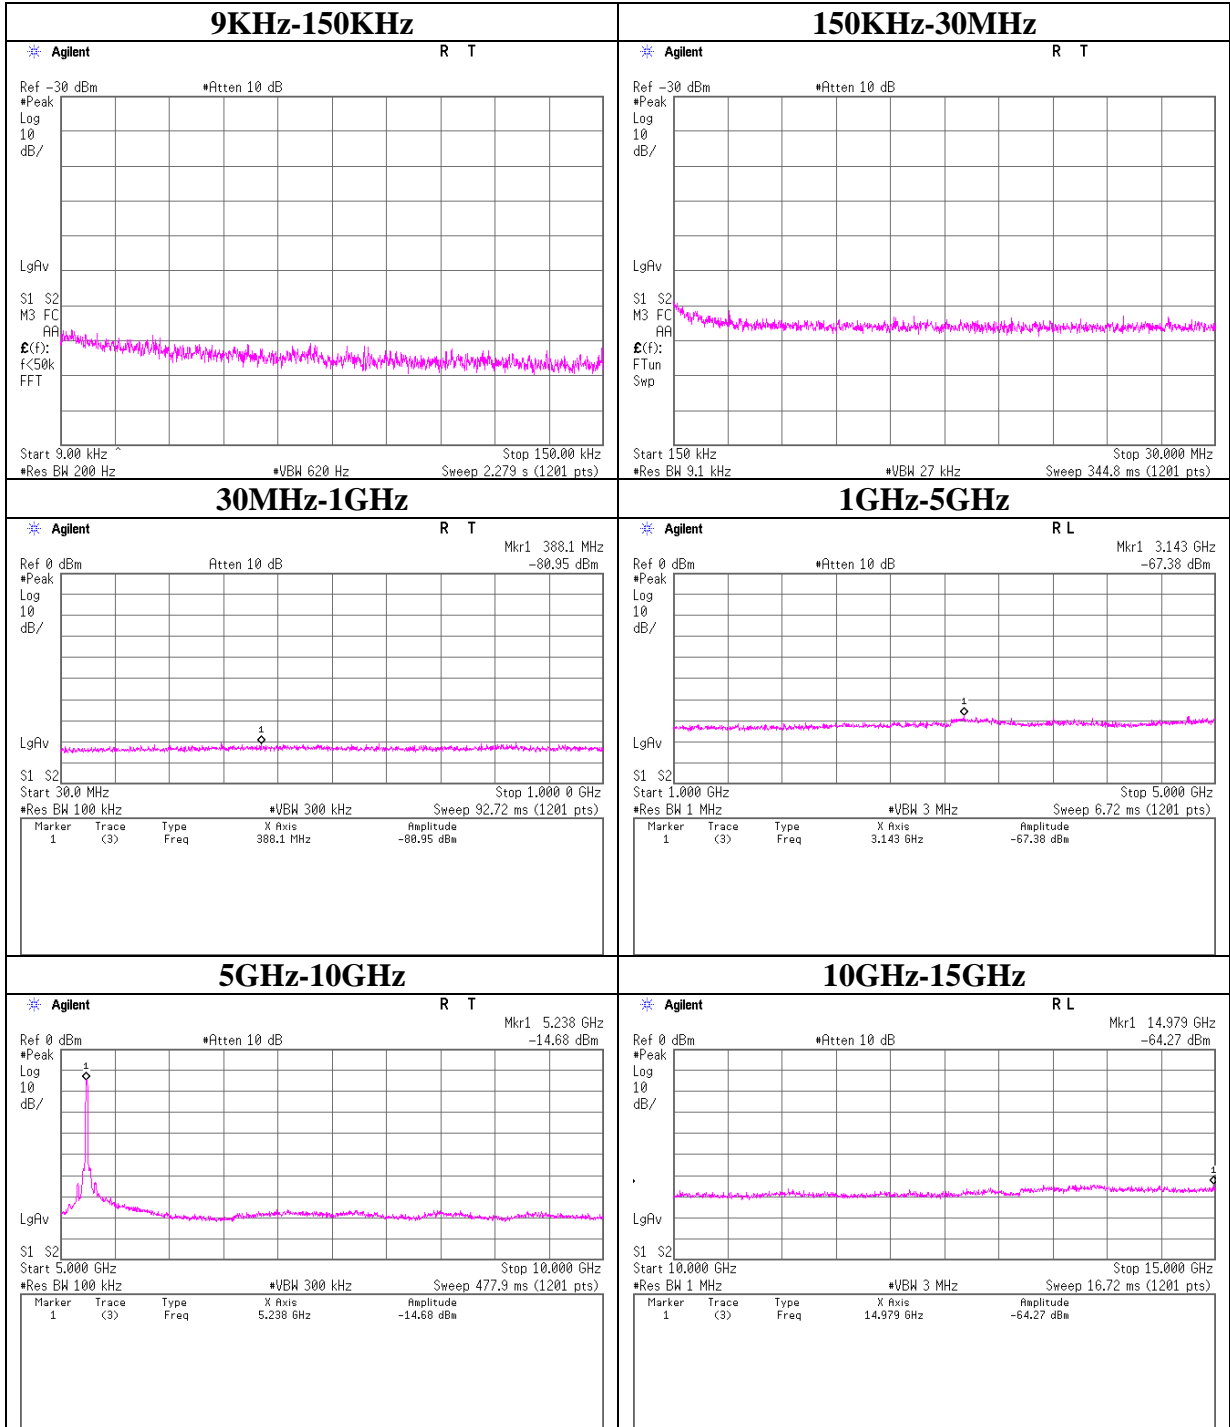 9KHz-150KHz
Agilent R T
Ref -30 dBm #Atten 10 dB
#Peak
Log
10
dB/
LgAv
S1 S2
M3 FC
AA
£(f):
f<50k
FFT
Start 9.00 kHz ^ Stop 150.00 kHz
#Res BW 200 Hz #VBW 620 Hz Sweep 2.279 s (1201 pts)
150KHz-30MHz
Agilent R T
Ref -30 dBm #Atten 10 dB
#Peak
Log
10
dB/
LgAv
S1 S2
M3 FC
AA
£(f):
FTun
Swp
Start 150 kHz Stop 30.000 MHz
#Res BW 9.1 kHz #VBW 27 kHz Sweep 344.8 ms (1201 pts)
30MHz-1GHz
Agilent R T
Mkr1 388.1 MHz
Ref 0 dBm Atten 10 dB -80.95 dBm
#Peak
Log
10
dB/
1
LgAv
S1 S2
Start 30.0 MHz Stop 1.000 0 GHz
#Res BW 100 kHz #VBW 300 kHz Sweep 92.72 ms (1201 pts)
Marker Trace Type X Axis Amplitude
1 (3) Freq 388.1 MHz -80.95 dBm
1GHz-5GHz
Agilent R L
Mkr1 3.143 GHz
Ref 0 dBm #Atten 10 dB -67.38 dBm
#Peak
Log
10
dB/
1
LgAv
S1 S2
Start 1.000 GHz Stop 5.000 GHz
#Res BW 1 MHz #VBW 3 MHz Sweep 6.72 ms (1201 pts)
Marker Trace Type X Axis Amplitude
1 (3) Freq 3.143 GHz -67.38 dBm
5GHz-10GHz
Agilent R T
Mkr1 5.238 GHz
Ref 0 dBm #Atten 10 dB -14.68 dBm
#Peak
1
Log
10
dB/
LgAv
S1 S2
Start 5.000 GHz Stop 10.000 GHz
#Res BW 100 kHz #VBW 300 kHz Sweep 477.9 ms (1201 pts)
Marker Trace Type X Axis Amplitude
1 (3) Freq 5.238 GHz -14.68 dBm
10GHz-15GHz
Agilent R L
Mkr1 14.979 GHz
Ref 0 dBm #Atten 10 dB -64.27 dBm
#Peak
Log
10
dB/
1
LgAv
S1 S2
Start 10.000 GHz Stop 15.000 GHz
#Res BW 1 MHz #VBW 3 MHz Sweep 16.72 ms (1201 pts)
Marker Trace Type X Axis Amplitude
1 (3) Freq 14.979 GHz -64.27 dBm